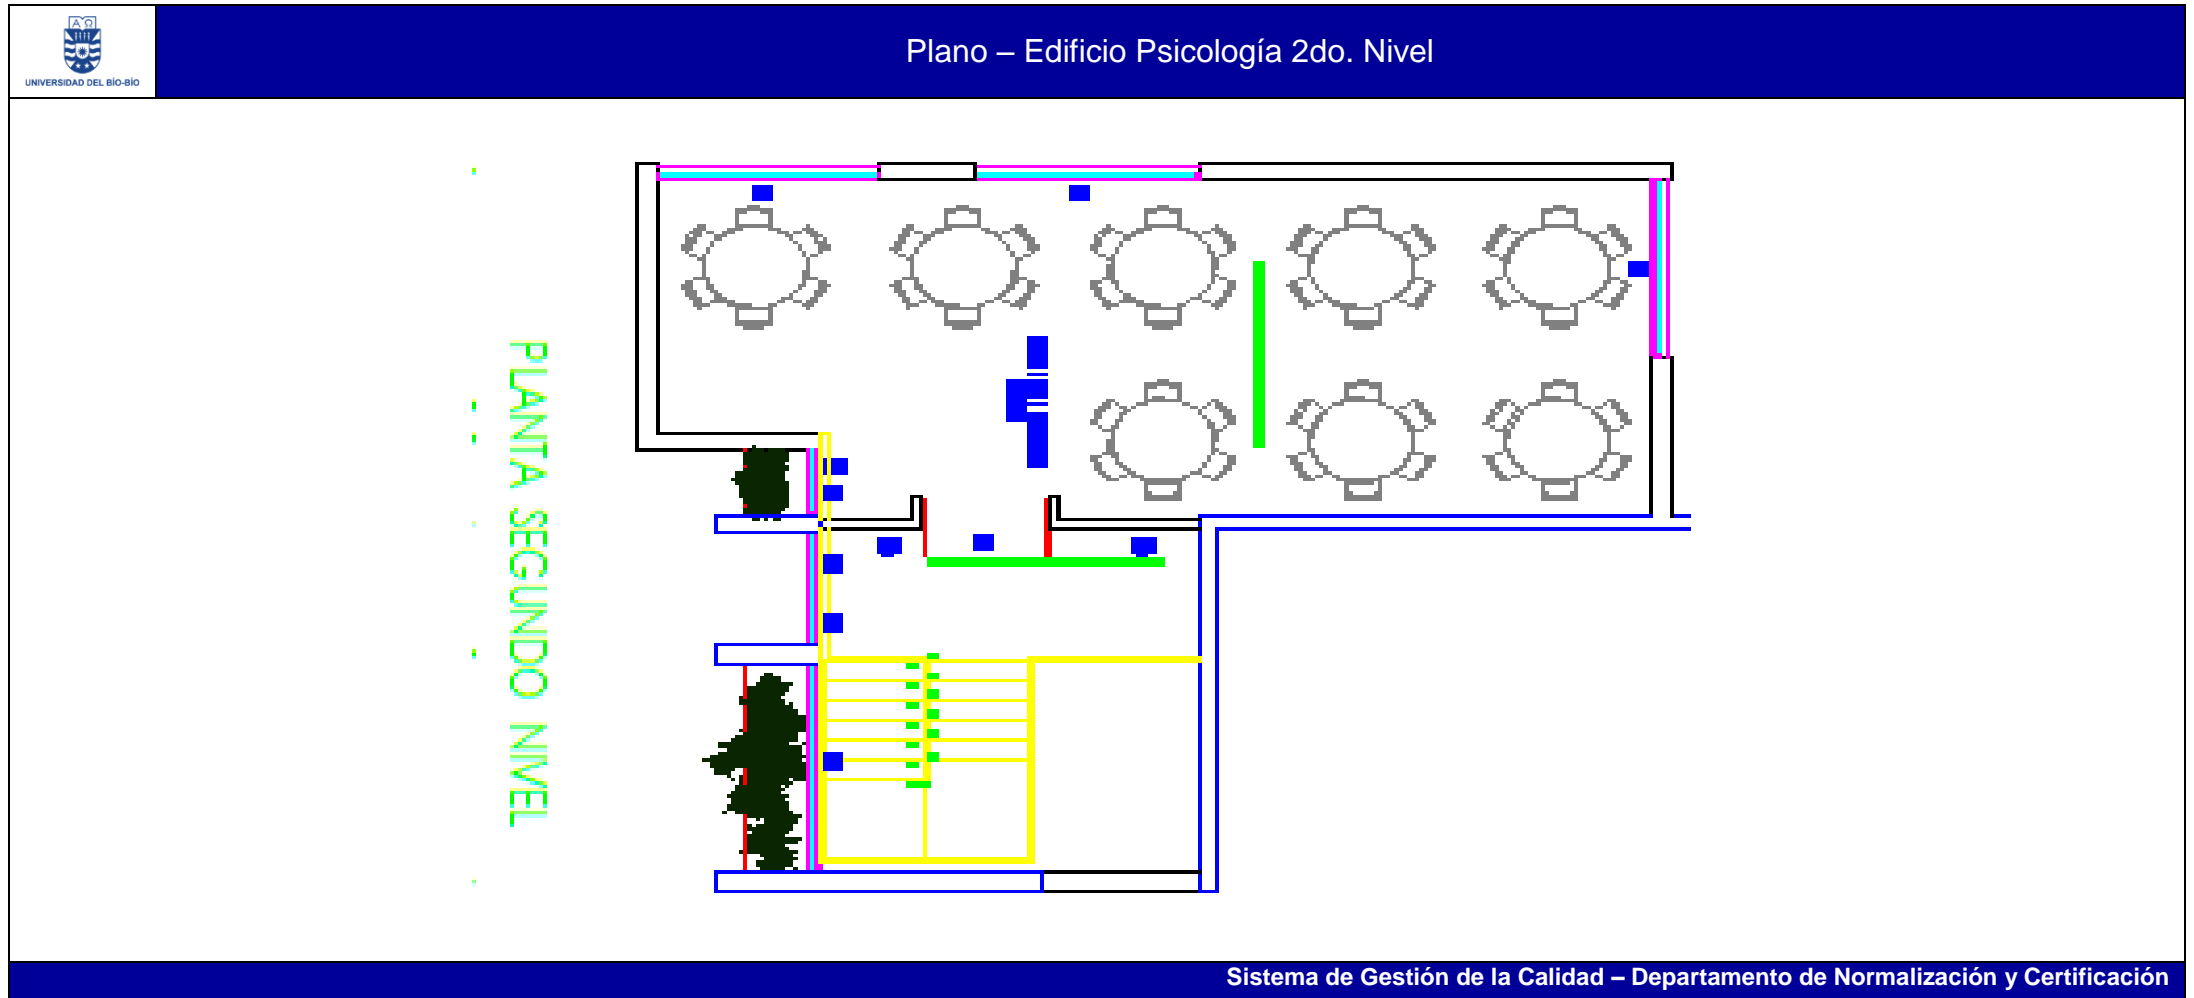 ΑΩ
UNIVERSIDAD DEL BÍO-BÍO
Plano – Edificio Psicología 2do. Nivel
PLANTA SEGUNDO NIVEL
Sistema de Gestión de la Calidad – Departamento de Normalización y Certificación